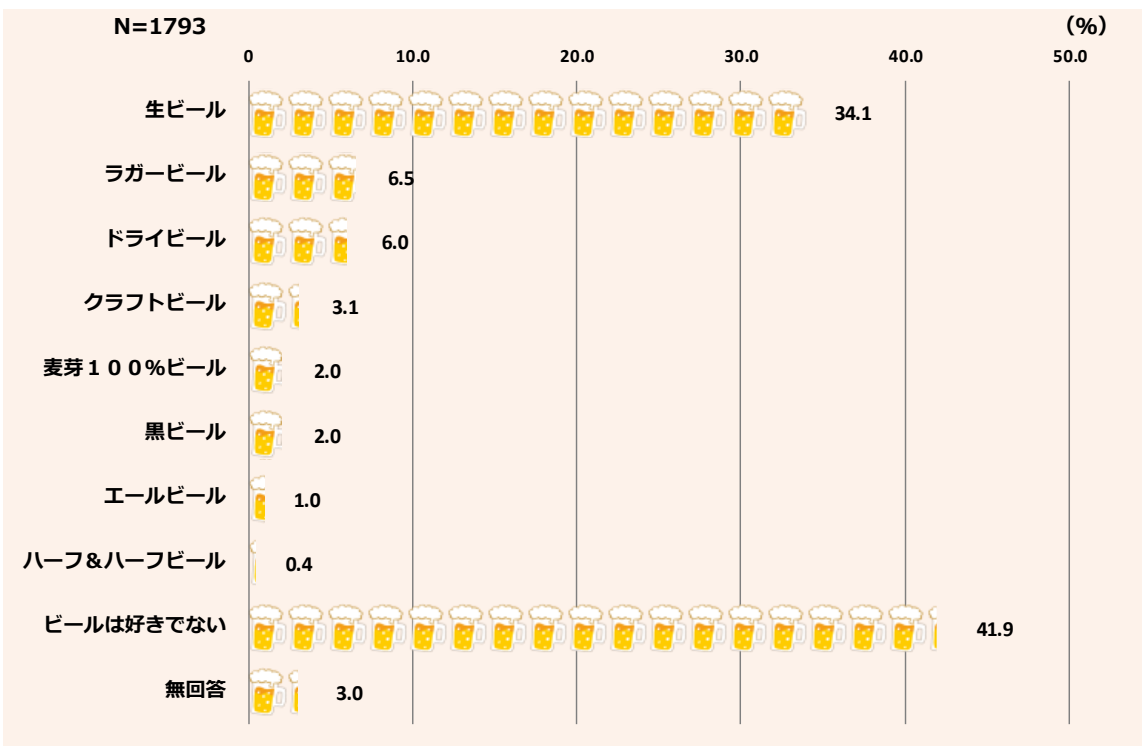 N=1793 (%)
0 10.0 20.0 30.0 40.0 50.0
生ビール 34.1
ラガービール 6.5
ドライビール 6.0
クラフトビール 3.1
麦芽１００%ビール 2.0
黒ビール 2.0
エールビール 1.0
ハーフ＆ハーフビール 0.4
ビールは好きでない 41.9
無回答 3.0